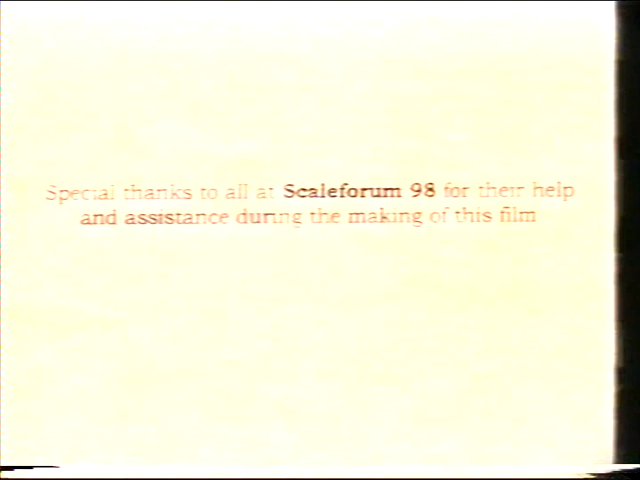 Special thanks to all at Scaleforum 98 for their help
and assistance during the making of this film